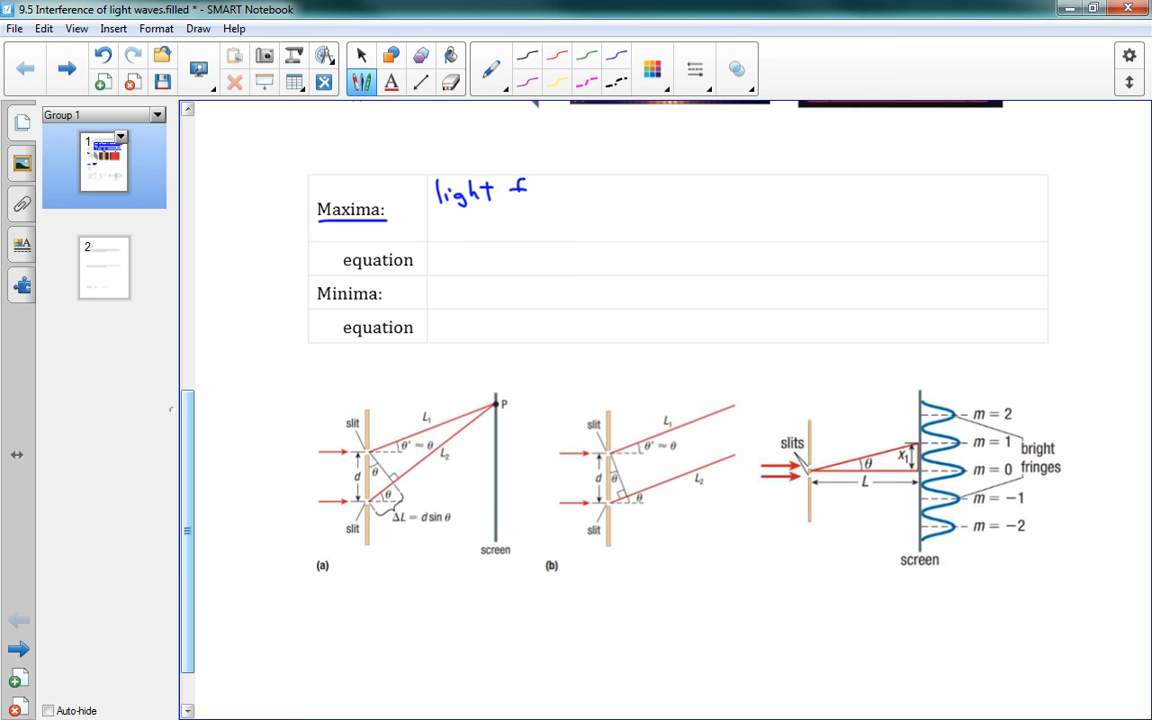 9.5 Interference of light waves.filled * - SMART Notebook
File Edit View Insert Format Draw Help
Group 1
1
2
Maxima: light f
equation
Minima:
equation
slit
L₁
P
θ' ≈ θ
L₂
d
θ
θ
slit
ΔL = d sin θ
screen
(a)
slit
L₁
θ' ≈ θ
d
θ
L₂
θ
slit
(b)
slits
θ
x₁
L
m = 2
m = 1
m = 0
m = −1
m = −2
bright
fringes
screen
Auto-hide